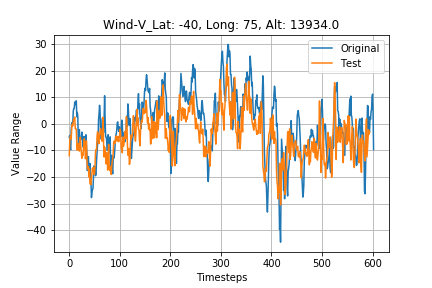 Wind-V_Lat: -40, Long: 75, Alt: 13934.0
Original
Test
Value Range
30
20
10
0
−10
−20
−30
−40
0 100 200 300 400 500 600
Timesteps